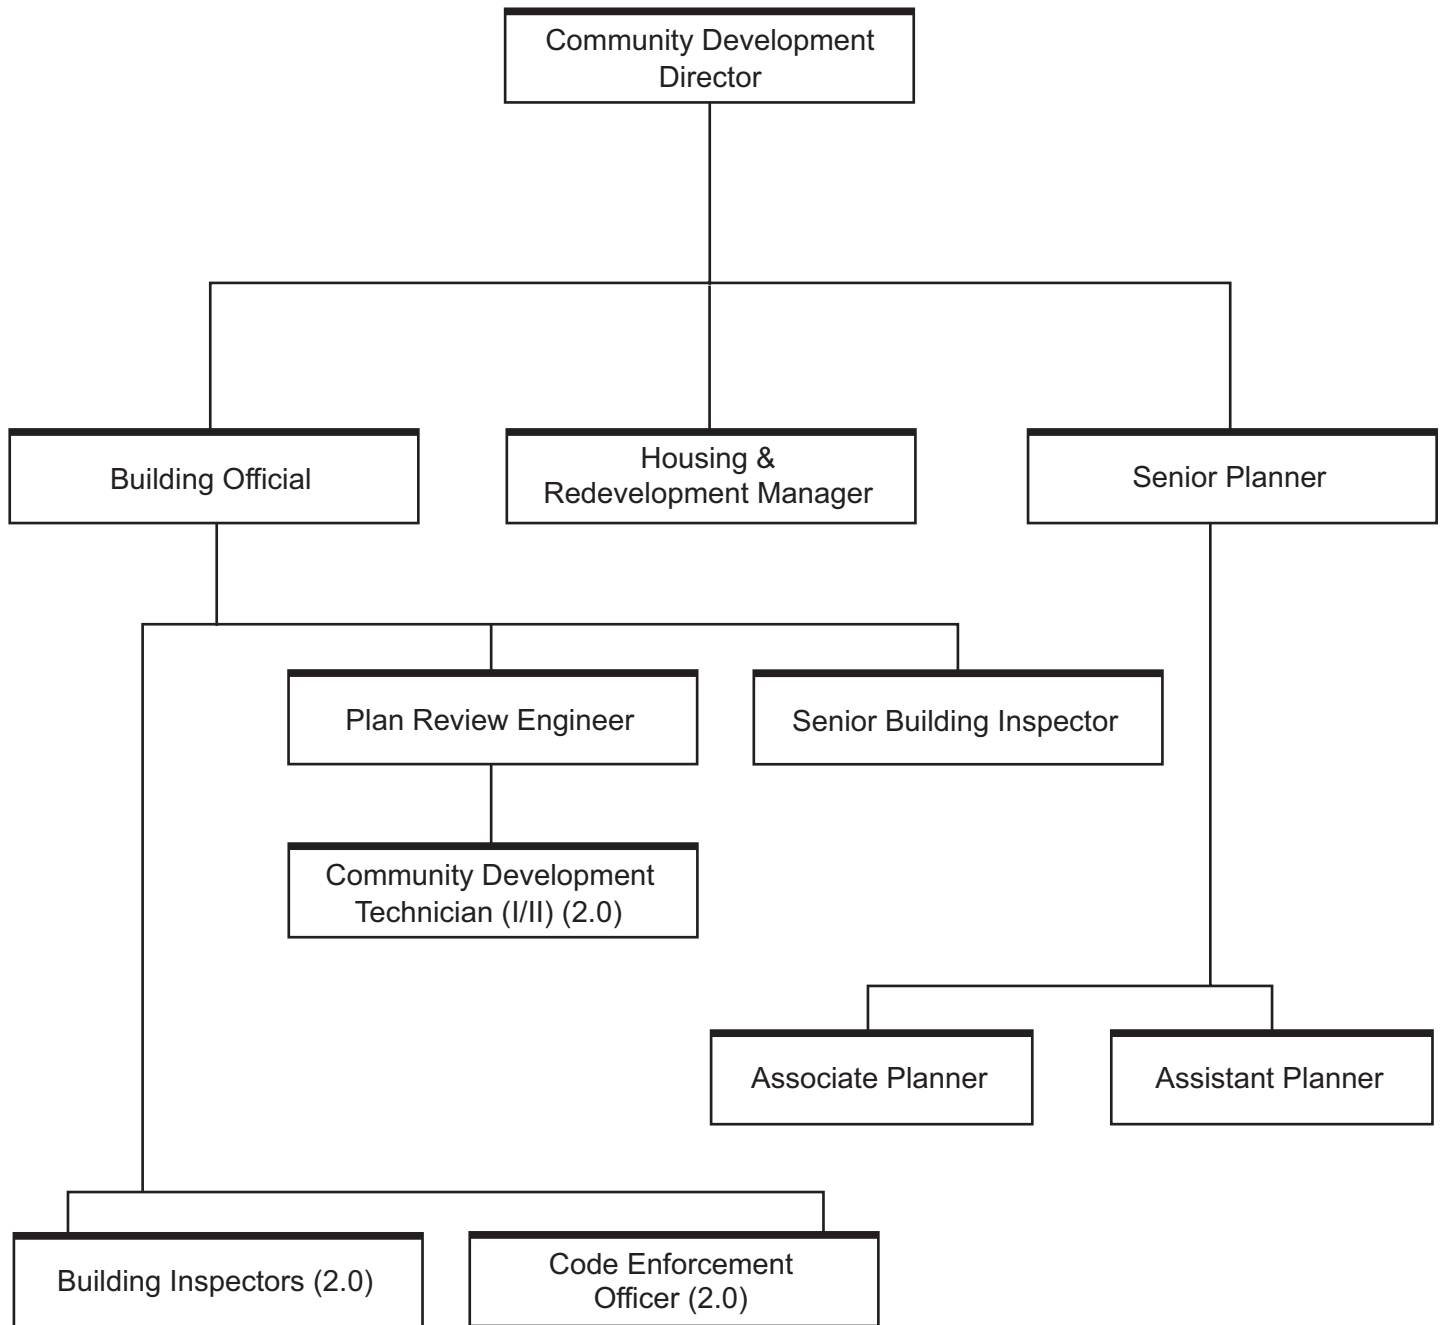 Community Development
Director
Building Official
Housing &
Redevelopment Manager
Senior Planner
Plan Review Engineer
Senior Building Inspector
Community Development
Technician (I/II) (2.0)
Associate Planner
Assistant Planner
Building Inspectors (2.0)
Code Enforcement
Officer (2.0)